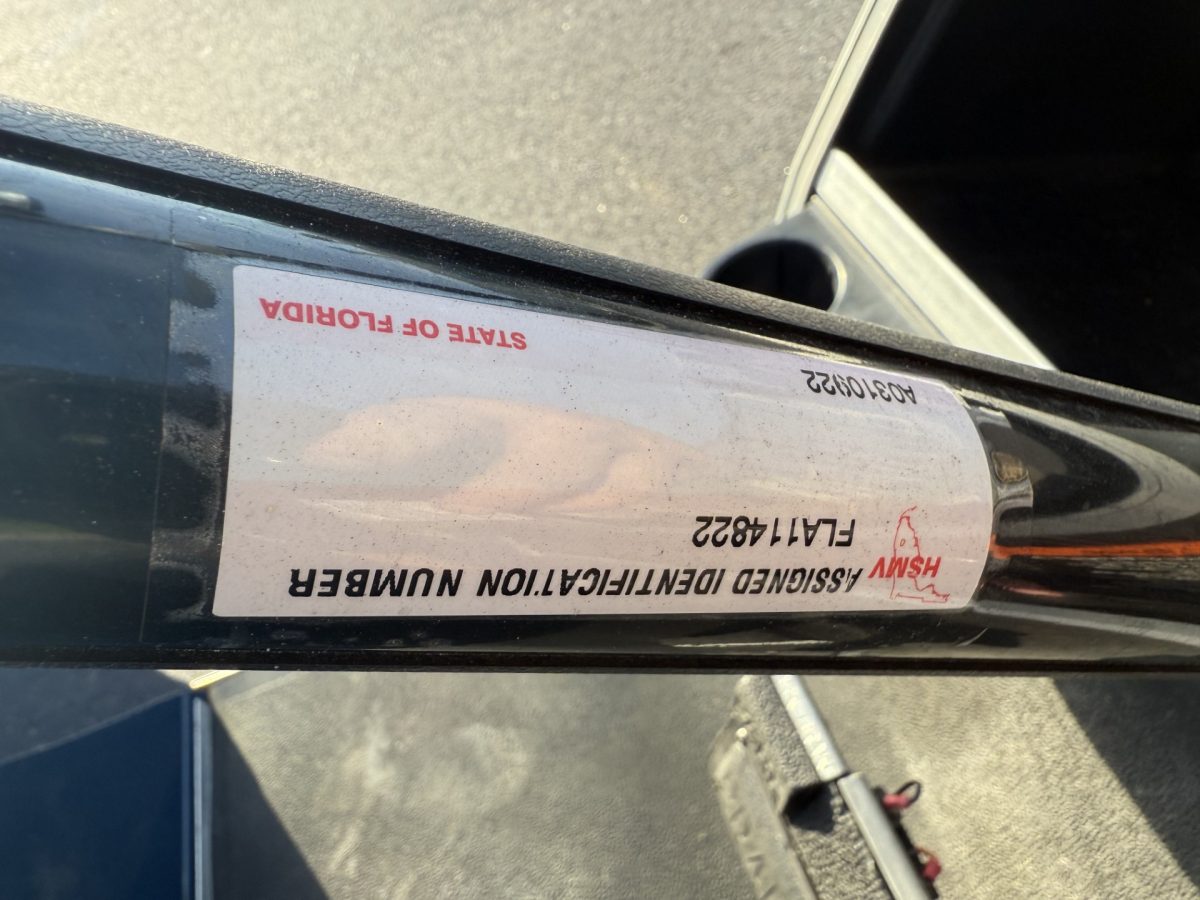 ASSIGNED IDENTIFICATION NUMBER
HSMV
FLA114822
A0310922
STATE OF FLORIDA